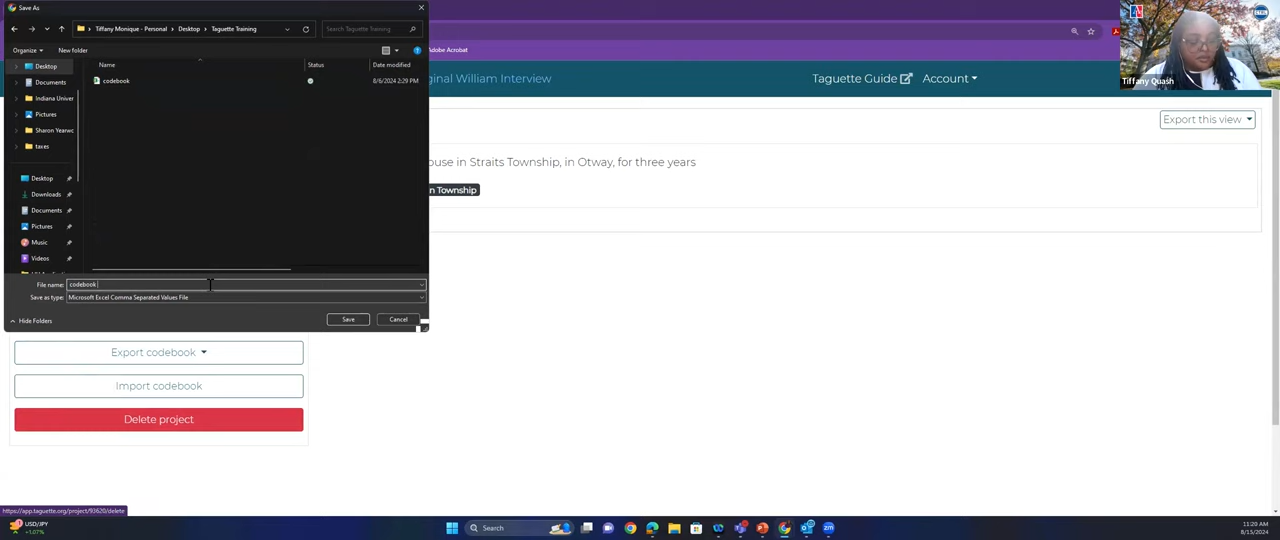 Save As
Tiffany Monique - Personal > Desktop > Taguette Training
Search Taguette Training
Organize
New folder
Name
Status
Date modified
Desktop
Documents
Indiana Univer
Pictures
Sharon Yearwo
taxes
Desktop
Downloads
Documents
Pictures
Music
Videos
codebook
8/6/2024 2:29 PM
File name:
codebook
Save as type:
Microsoft Excel Comma Separated Values File
Hide Folders
Save
Cancel
Adobe Acrobat
ginal William Interview
Taguette Guide
Account
Tiffany Quash
Export this view
ouse in Straits Township, in Otway, for three years
n Township
Export codebook
Import codebook
Delete project
https://app.taguette.org/project/93620/delete
USD/JPY
+1.07%
Search
11:20 AM
8/15/2024